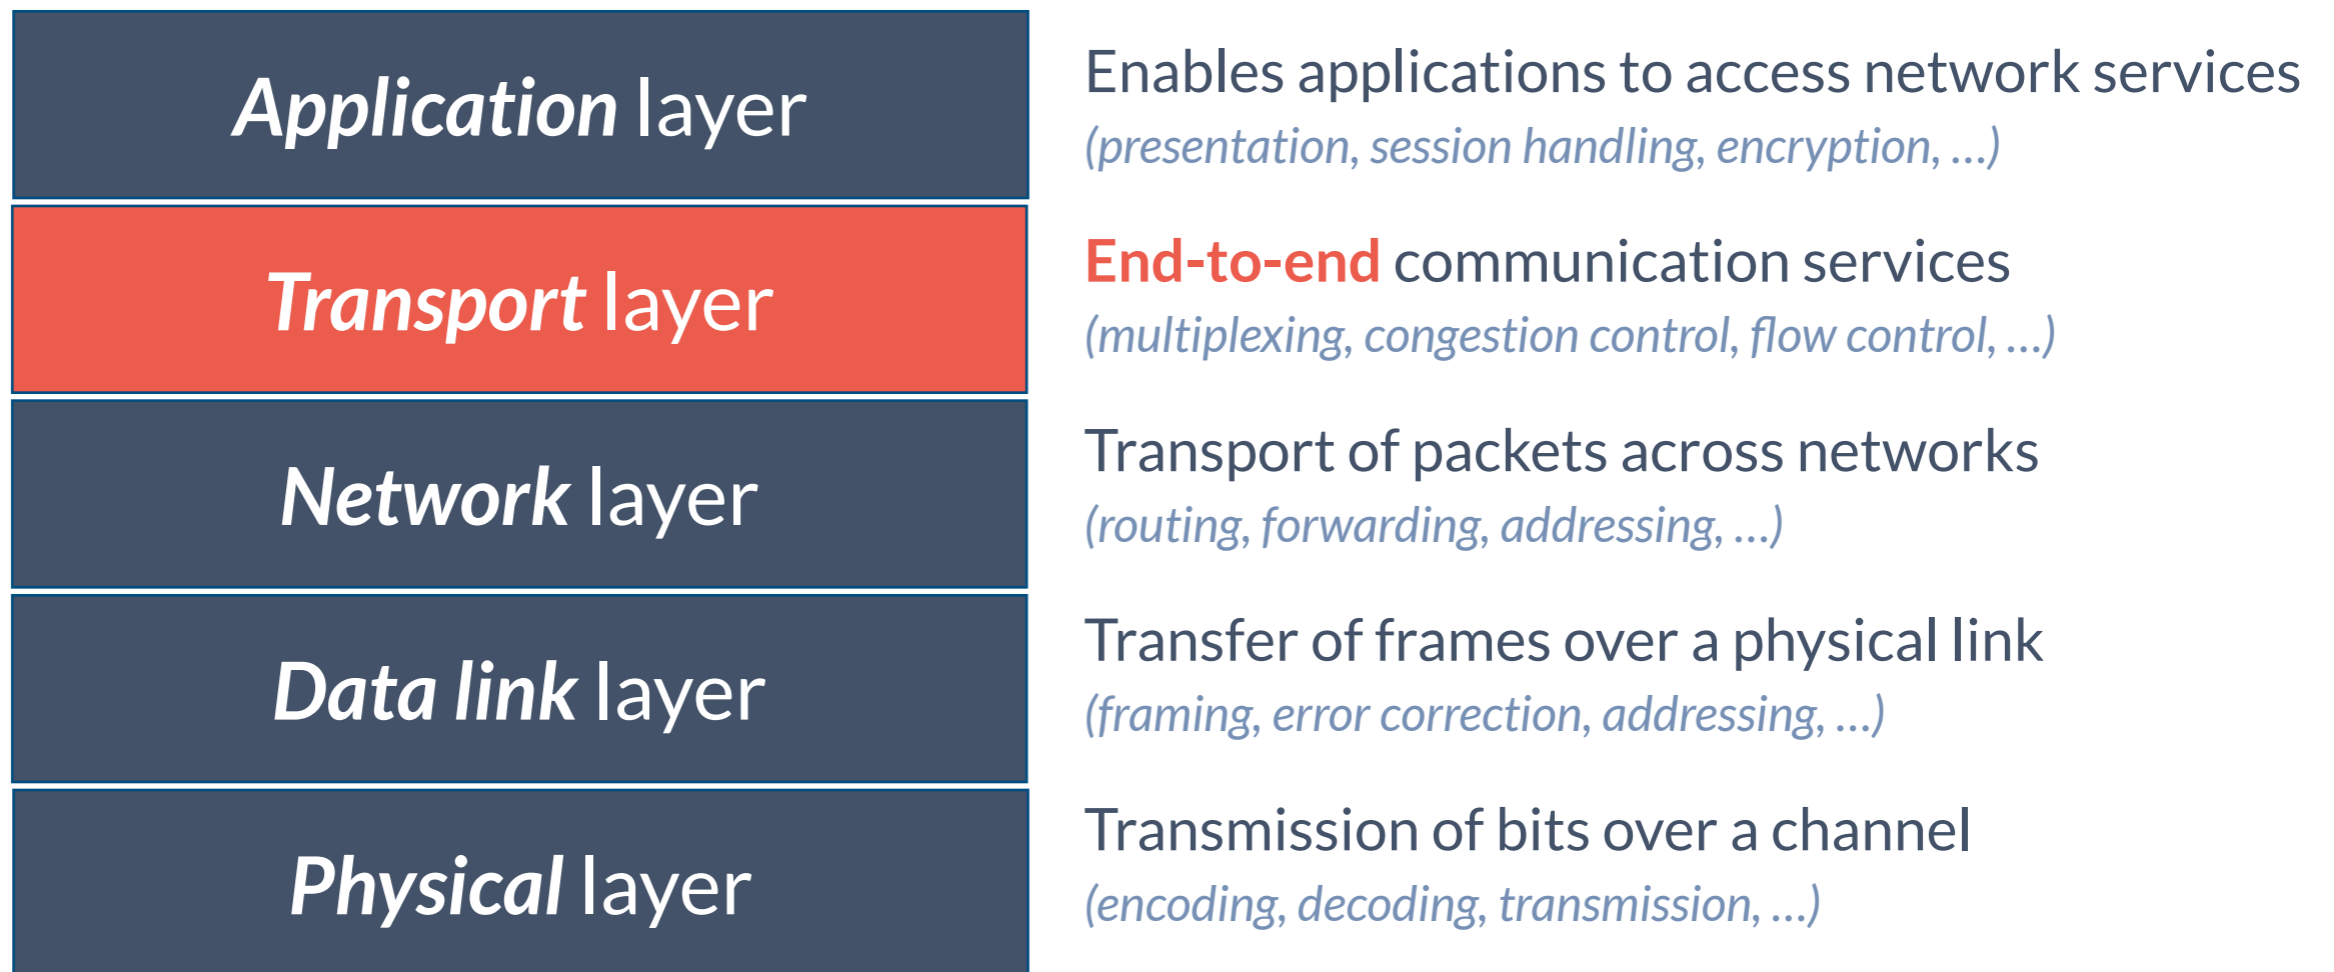 Application layer
Enables applications to access network services
(presentation, session handling, encryption, ...)
Transport layer
End-to-end communication services
(multiplexing, congestion control, flow control, ...)
Network layer
Transport of packets across networks
(routing, forwarding, addressing, ...)
Data link layer
Transfer of frames over a physical link
(framing, error correction, addressing, ...)
Physical layer
Transmission of bits over a channel
(encoding, decoding, transmission, ...)